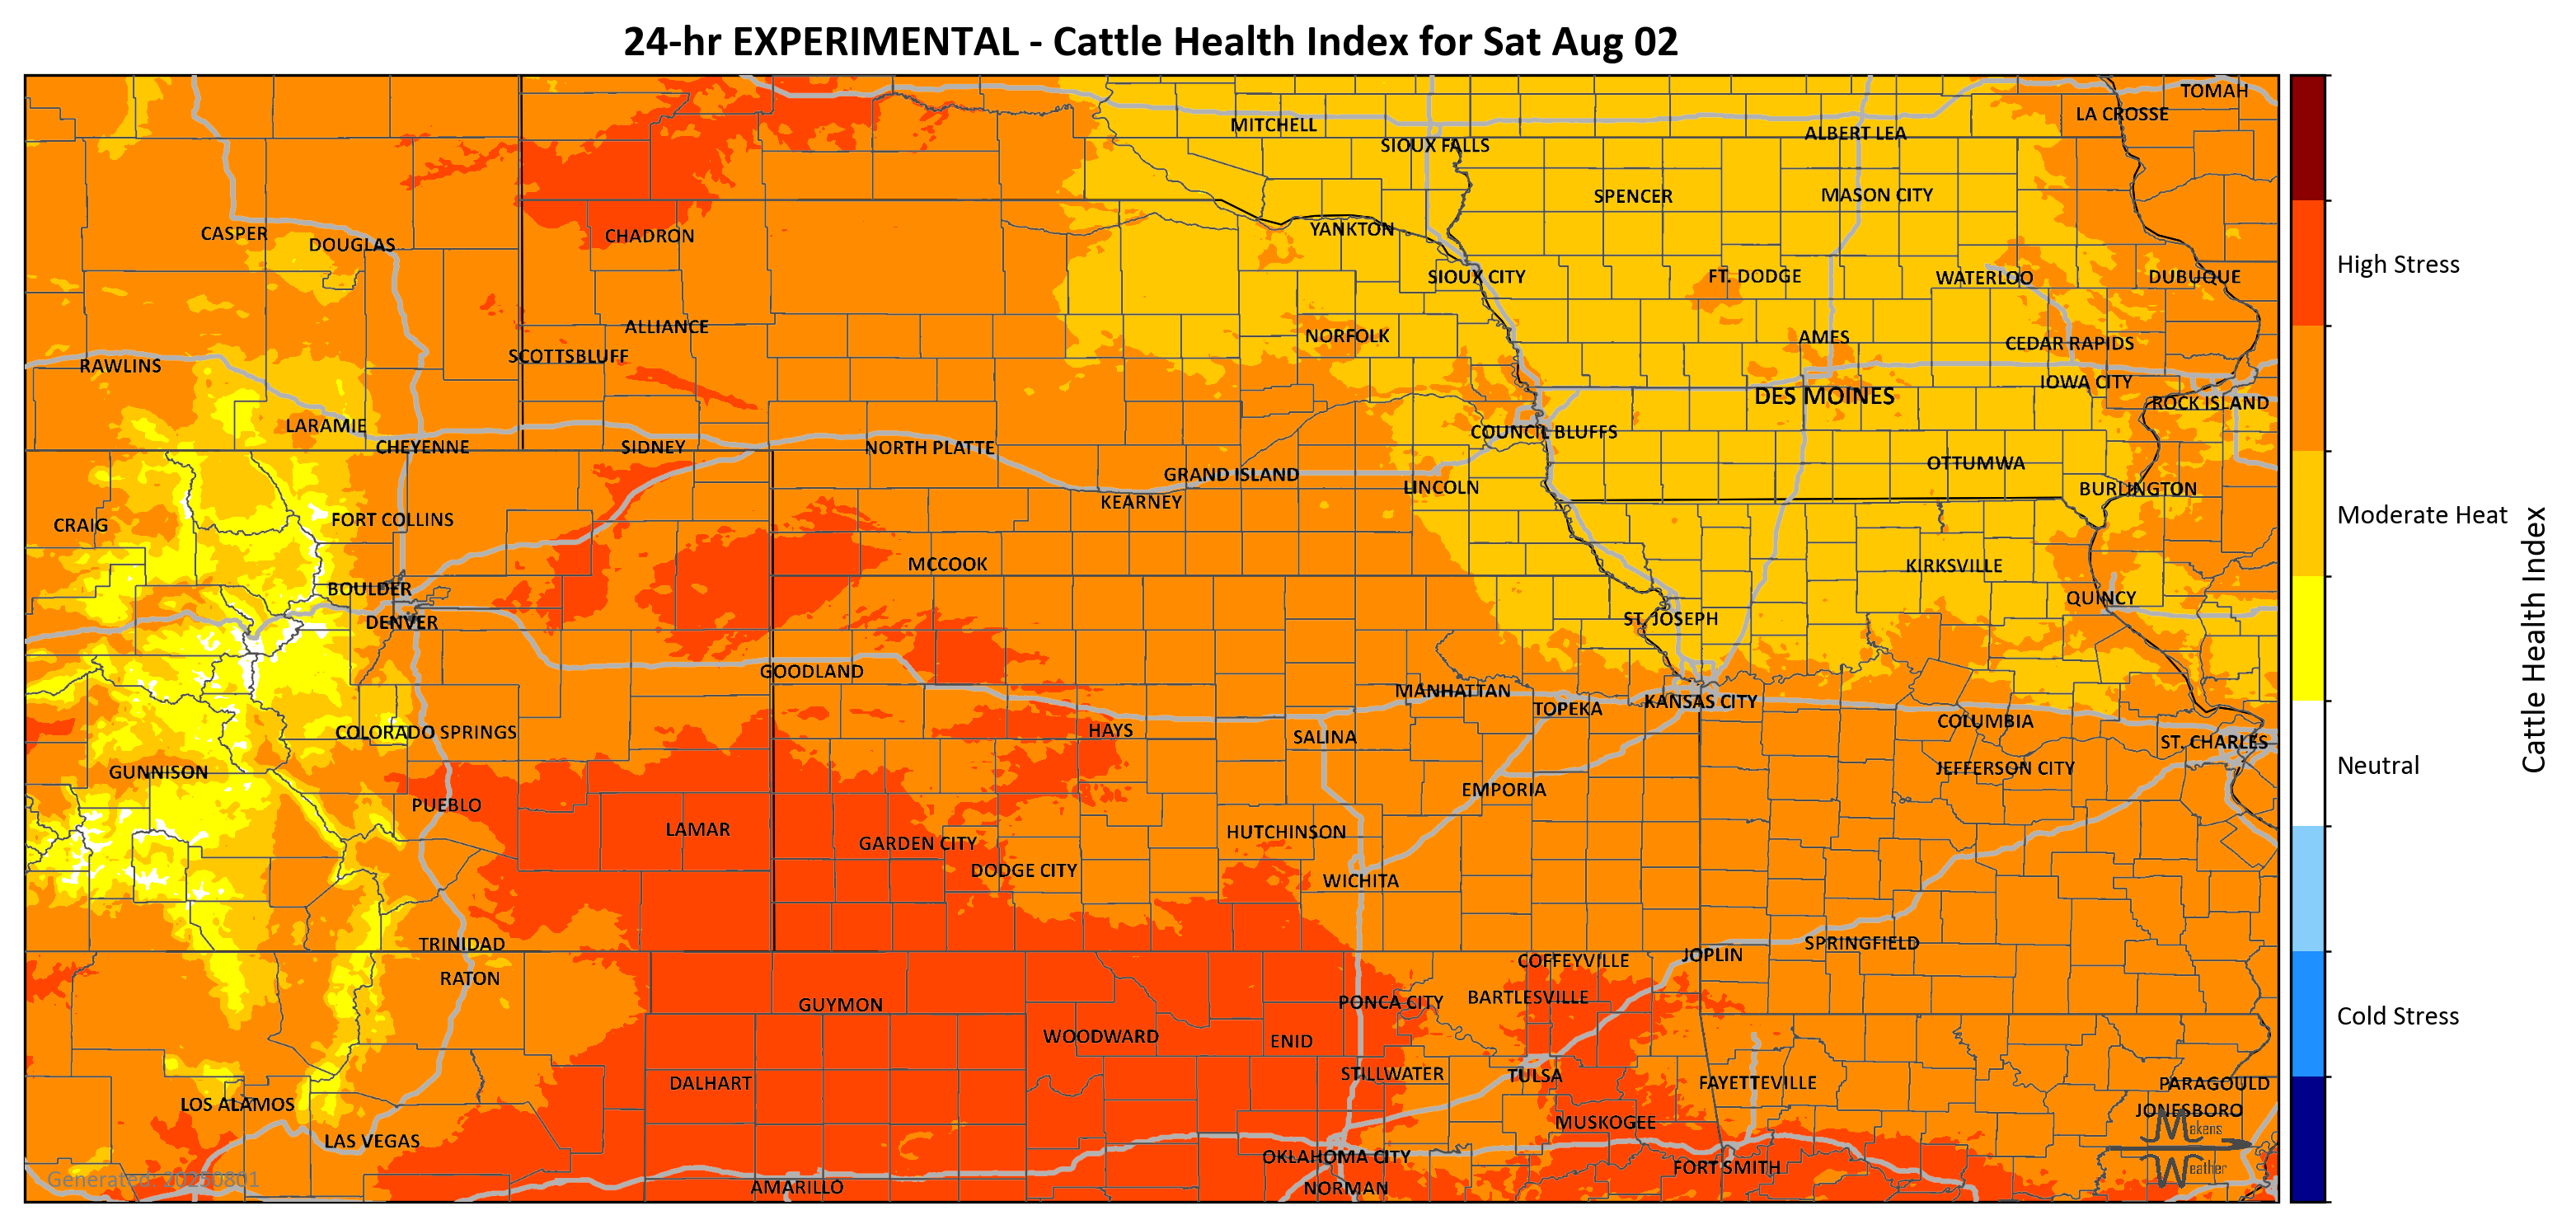 24-hr EXPERIMENTAL - Cattle Health Index for Sat Aug 02
TOMAH
LA CROSSE
MITCHELL
ALBERT LEA
SIOUX FALLS
SPENCER
MASON CITY
CASPER
DOUGLAS
CHADRON
YANKTON
SIOUX CITY
FT. DODGE
WATERLOO
DUBUQUE
ALLIANCE
NORFOLK
AMES
CEDAR RAPIDS
SCOTTSBLUFF
RAWLINS
IOWA CITY
DES MOINES
ROCK ISLAND
LARAMIE
COUNCIL BLUFFS
CHEYENNE
SIDNEY
NORTH PLATTE
OTTUMWA
GRAND ISLAND
LINCOLN
BURLINGTON
KEARNEY
CRAIG
FORT COLLINS
MCCOOK
KIRKSVILLE
BOULDER
QUINCY
DENVER
ST. JOSEPH
GOODLAND
MANHATTAN
KANSAS CITY
TOPEKA
COLUMBIA
COLORADO SPRINGS
HAYS
SALINA
ST. CHARLES
GUNNISON
JEFFERSON CITY
EMPORIA
PUEBLO
LAMAR
HUTCHINSON
GARDEN CITY
DODGE CITY
WICHITA
TRINIDAD
SPRINGFIELD
JOPLIN
COFFEYVILLE
RATON
GUYMON
PONCA CITY
BARTLESVILLE
WOODWARD
ENID
STILLWATER
TULSA
DALHART
FAYETTEVILLE
PARAGOULD
LOS ALAMOS
JONESBORO
MUSKOGEE
LAS VEGAS
OKLAHOMA CITY
FORT SMITH
AMARILLO
NORMAN
Generated: 20250801
Makens
Weather
High Stress
Moderate Heat
Neutral
Cold Stress
Cattle Health Index